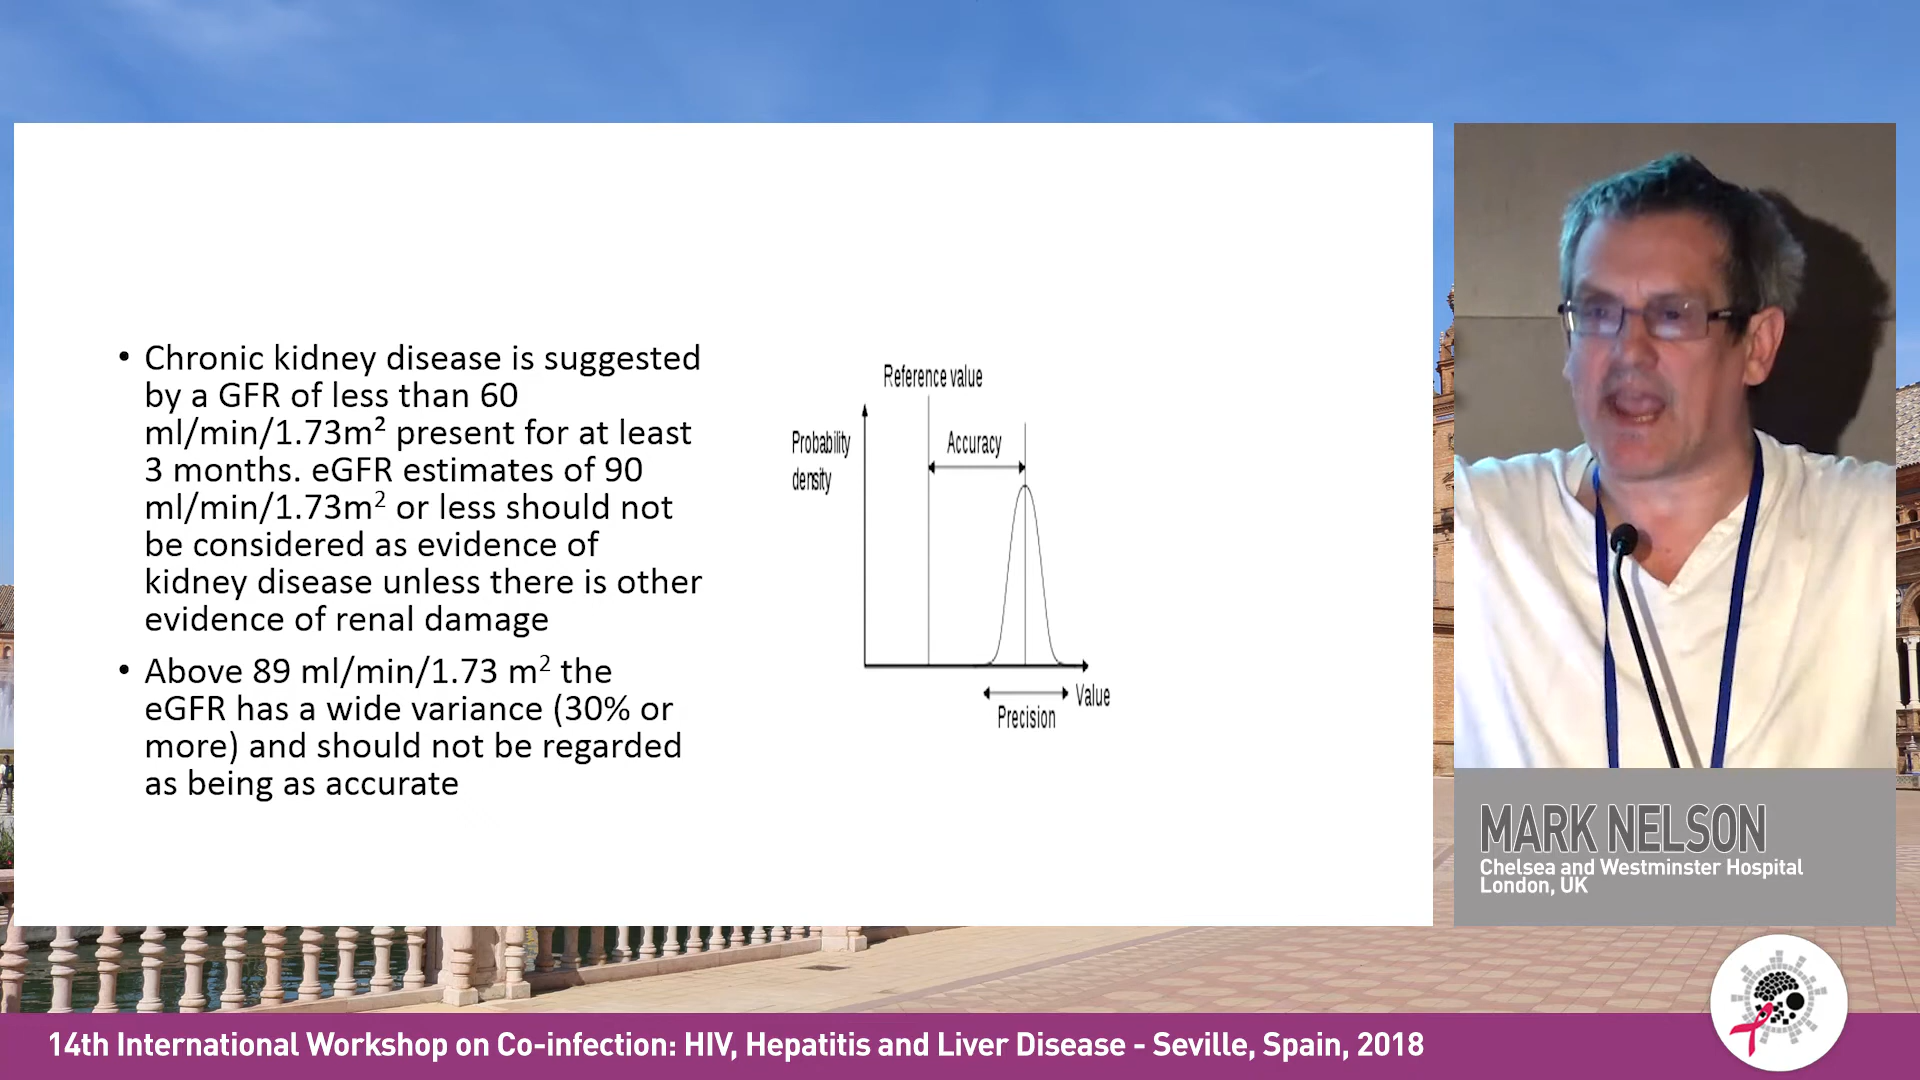 • Chronic kidney disease is suggested
by a GFR of less than 60
ml/min/1.73m² present for at least
3 months. eGFR estimates of 90
ml/min/1.73m² or less should not
be considered as evidence of
kidney disease unless there is other
evidence of renal damage
• Above 89 ml/min/1.73 m² the
eGFR has a wide variance (30% or
more) and should not be regarded
as being as accurate
Reference value
Probability
density
Accuracy
Value
Precision
MARK NELSON
Chelsea and Westminster Hospital
London, UK
14th International Workshop on Co-infection: HIV, Hepatitis and Liver Disease - Seville, Spain, 2018